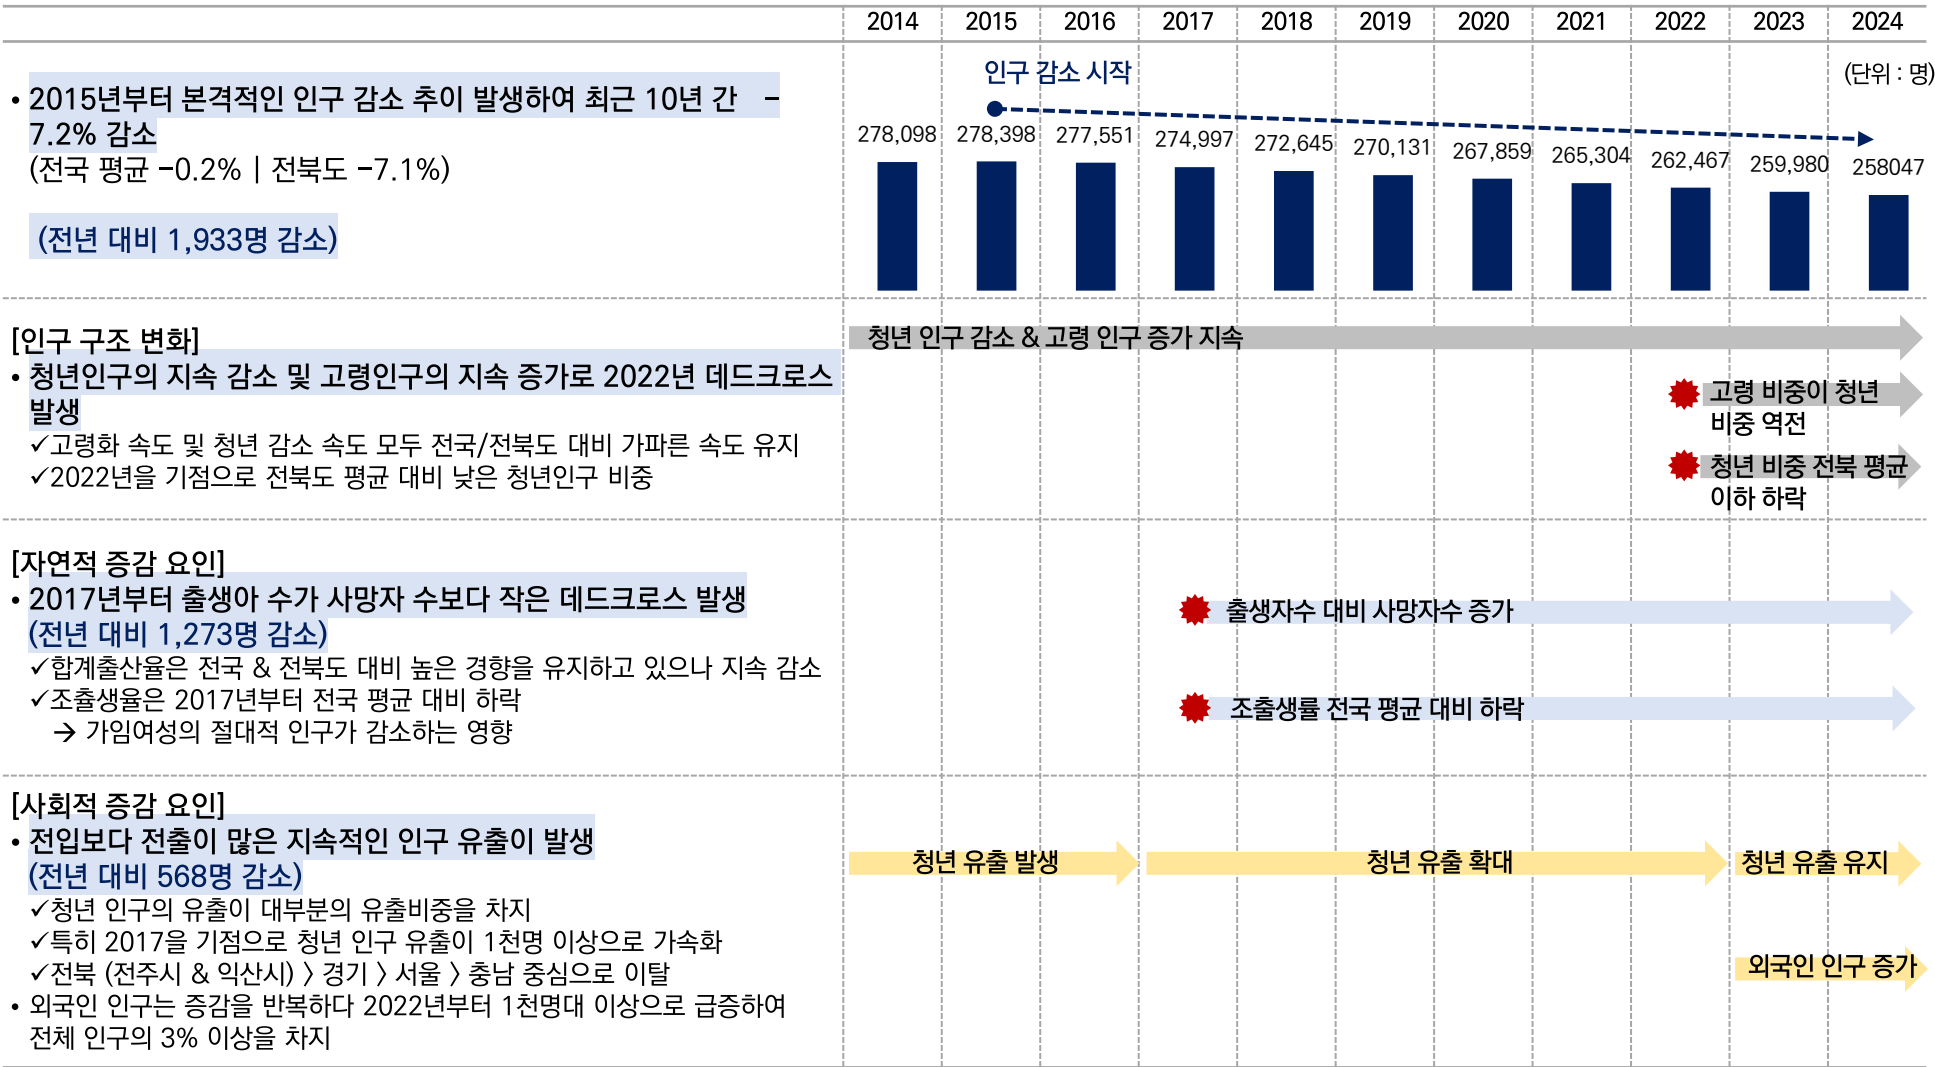 2014 2015 2016 2017 2018 2019 2020 2021 2022 2023 2024
• 2015년부터 본격적인 인구 감소 추이 발생하여 최근 10년 간 –
7.2% 감소
(전국 평균 –0.2% | 전북도 –7.1%)
(전년 대비 1,933명 감소)
인구 감소 시작
(단위 : 명)
278,098 278,398 277,551 274,997 272,645 270,131 267,859 265,304 262,467 259,980 258047
[인구 구조 변화]
• 청년인구의 지속 감소 및 고령인구의 지속 증가로 2022년 데드크로스
발생
✓고령화 속도 및 청년 감소 속도 모두 전국/전북도 대비 가파른 속도 유지
✓2022년을 기점으로 전북도 평균 대비 낮은 청년인구 비중
청년 인구 감소 & 고령 인구 증가 지속
고령 비중이 청년
비중 역전
청년 비중 전북 평균
이하 하락
[자연적 증감 요인]
• 2017년부터 출생아 수가 사망자 수보다 작은 데드크로스 발생
(전년 대비 1,273명 감소)
✓합계출산율은 전국 & 전북도 대비 높은 경향을 유지하고 있으나 지속 감소
✓조츌생율은 2017년부터 전국 평균 대비 하락
→ 가임여성의 절대적 인구가 감소하는 영향
출생자수 대비 사망자수 증가
조출생률 전국 평균 대비 하락
[사회적 증감 요인]
• 전입보다 전출이 많은 지속적인 인구 유출이 발생
(전년 대비 568명 감소)
✓청년 인구의 유출이 대부분의 유출비중을 차지
✓특히 2017을 기점으로 청년 인구 유출이 1천명 이상으로 가속화
✓전북 (전주시 & 익산시) > 경기 > 서울 > 충남 중심으로 이탈
• 외국인 인구는 증감을 반복하다 2022년부터 1천명대 이상으로 급증하여
전체 인구의 3% 이상을 차지
청년 유출 발생
청년 유출 확대
청년 유출 유지
외국인 인구 증가